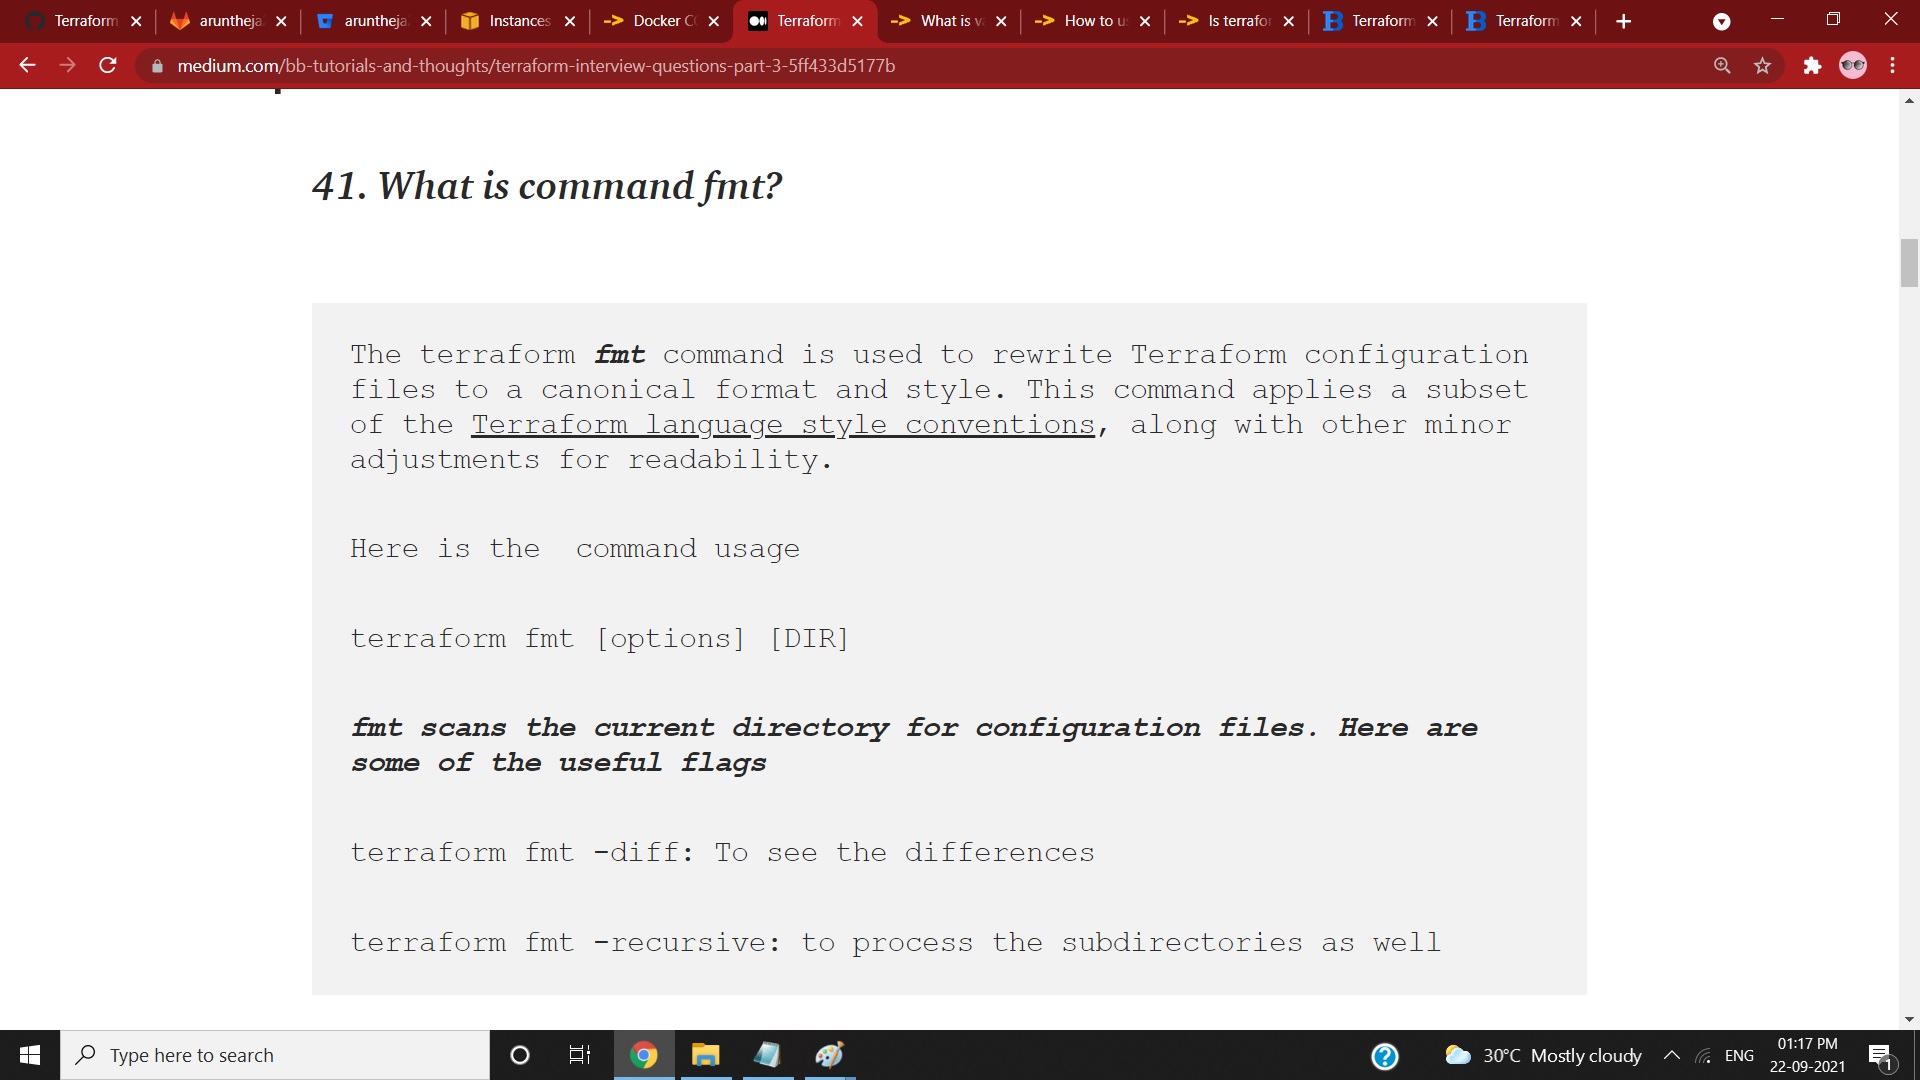 Terraform
aruntheja
aruntheja
Instances
Docker C
Terraform
What is v
How to u
Is terrafor
Terraform
Terraform
medium.com/bb-tutorials-and-thoughts/terraform-interview-questions-part-3-5ff433d5177b
41. What is command fmt?
The terraform fmt command is used to rewrite Terraform configuration
files to a canonical format and style. This command applies a subset
of the Terraform language style conventions, along with other minor
adjustments for readability.
Here is the  command usage
terraform fmt [options] [DIR]
fmt scans the current directory for configuration files. Here are
some of the useful flags
terraform fmt -diff: To see the differences
terraform fmt -recursive: to process the subdirectories as well
Type here to search
30°C Mostly cloudy
ENG
01:17 PM
22-09-2021
1